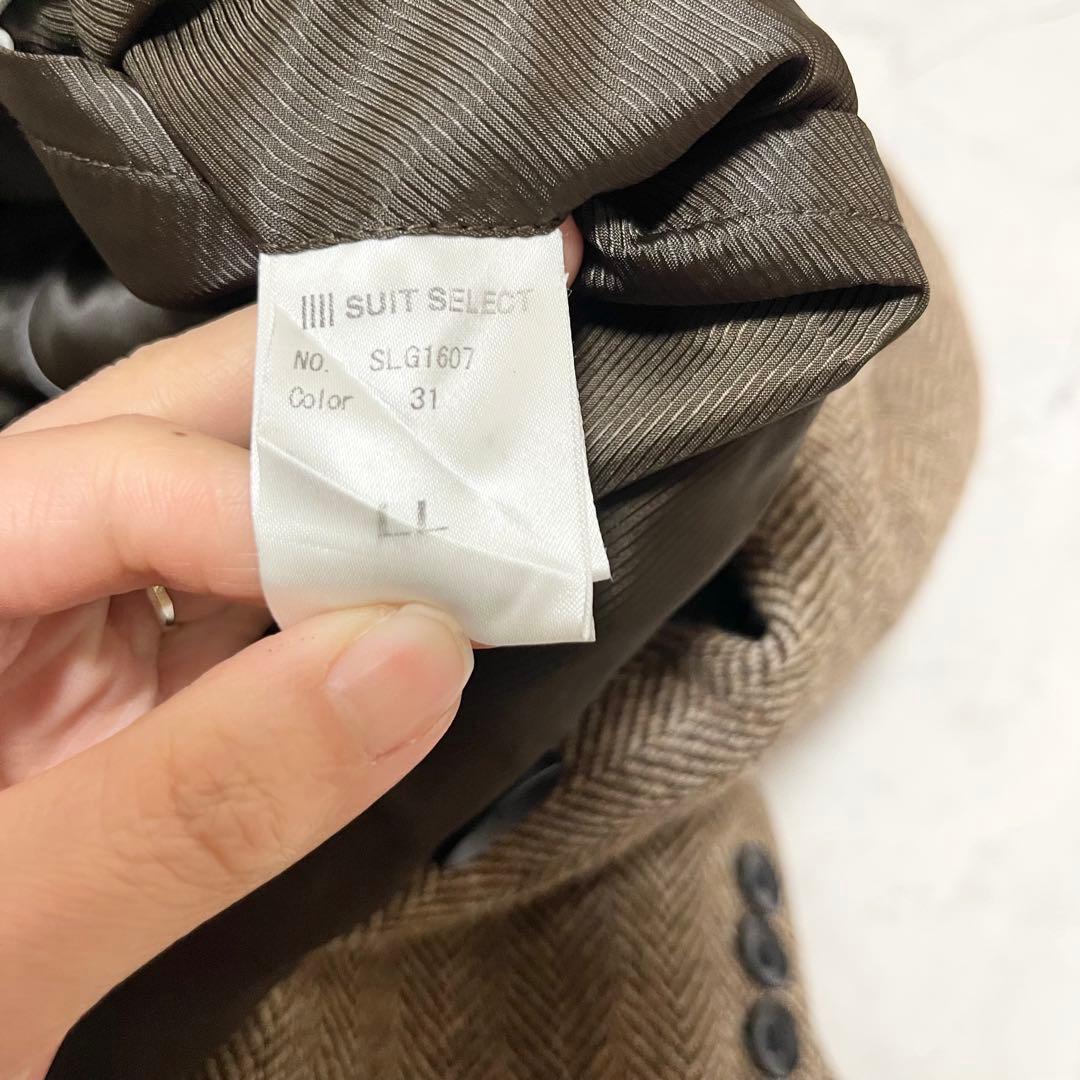 SUIT SELECT
No. SLG1607
Color 31
LL